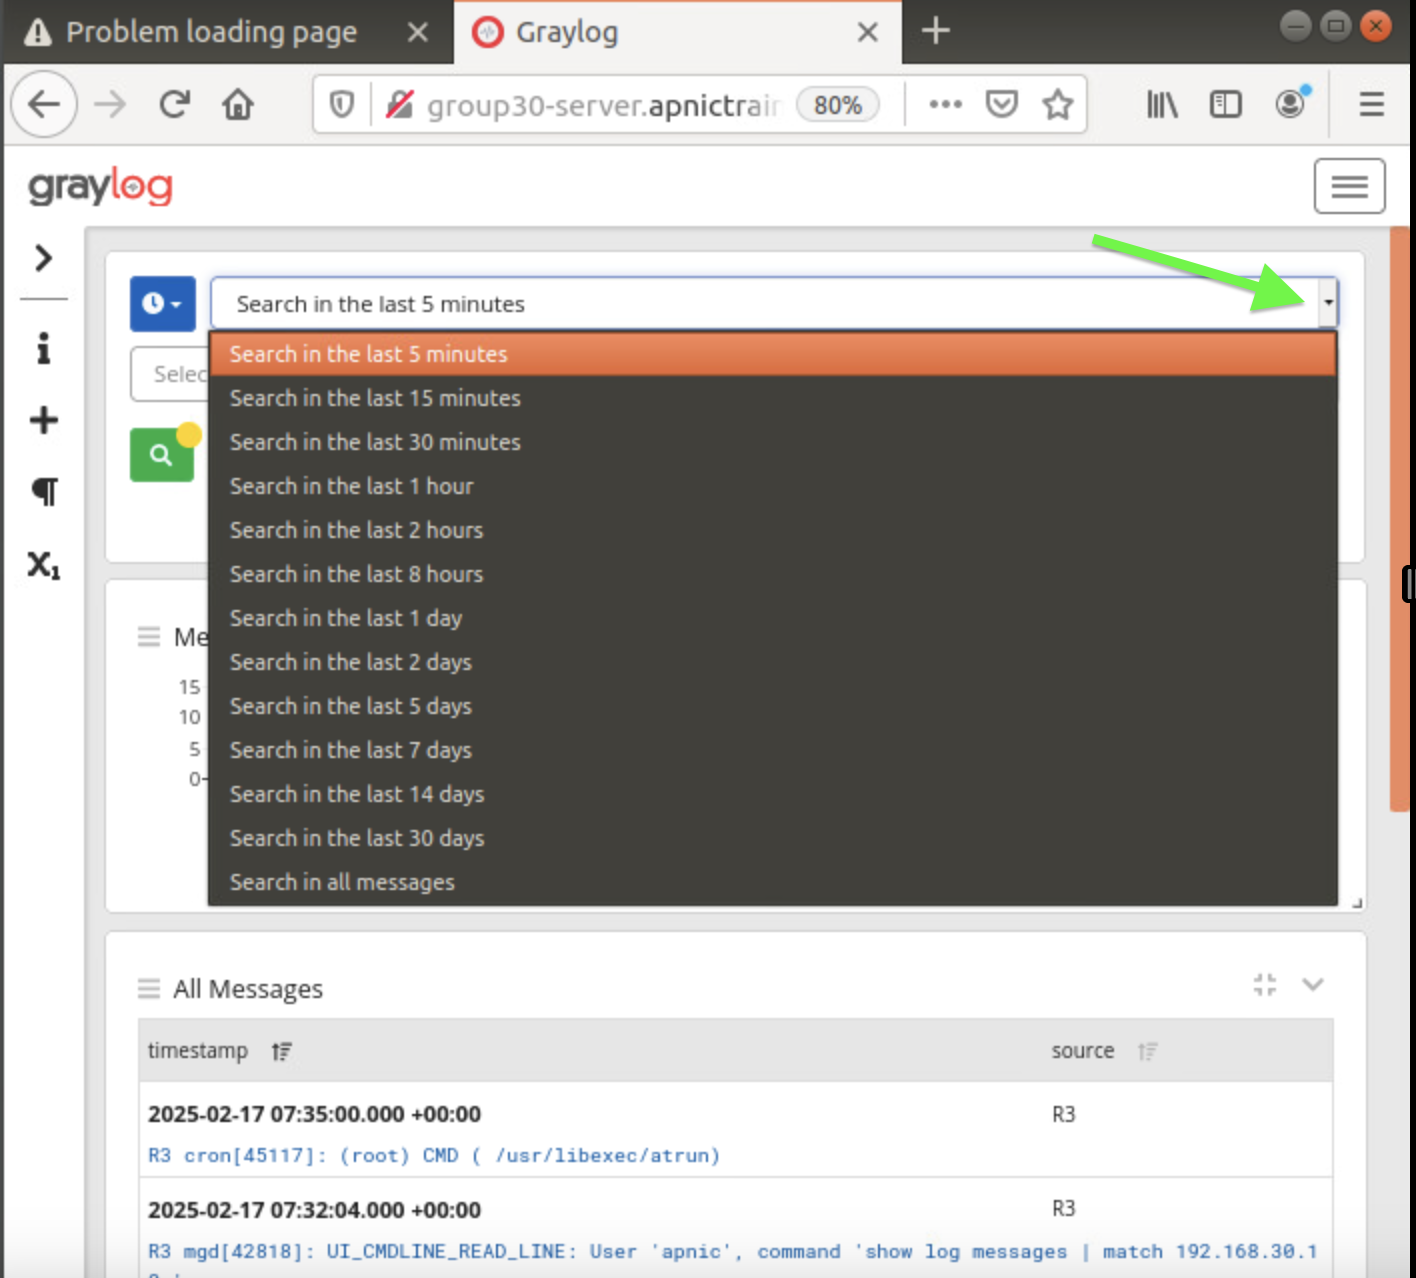 Problem loading page
Graylog
group30-server.apnictrain
80%
graylog
Search in the last 5 minutes
Search in the last 5 minutes
Selec
Search in the last 15 minutes
Search in the last 30 minutes
Search in the last 1 hour
Search in the last 2 hours
Search in the last 8 hours
X₁
Search in the last 1 day
Me
Search in the last 2 days
15
Search in the last 5 days
10
5
Search in the last 7 days
0
Search in the last 14 days
Search in the last 30 days
Search in all messages
All Messages
timestamp source
2025-02-17 07:35:00.000 +00:00 R3
R3 cron[45117]: (root) CMD ( /usr/libexec/atrun)
2025-02-17 07:32:04.000 +00:00 R3
R3 mgd[42818]: UI_CMDLINE_READ_LINE: User 'apnic', command 'show log messages | match 192.168.30.1